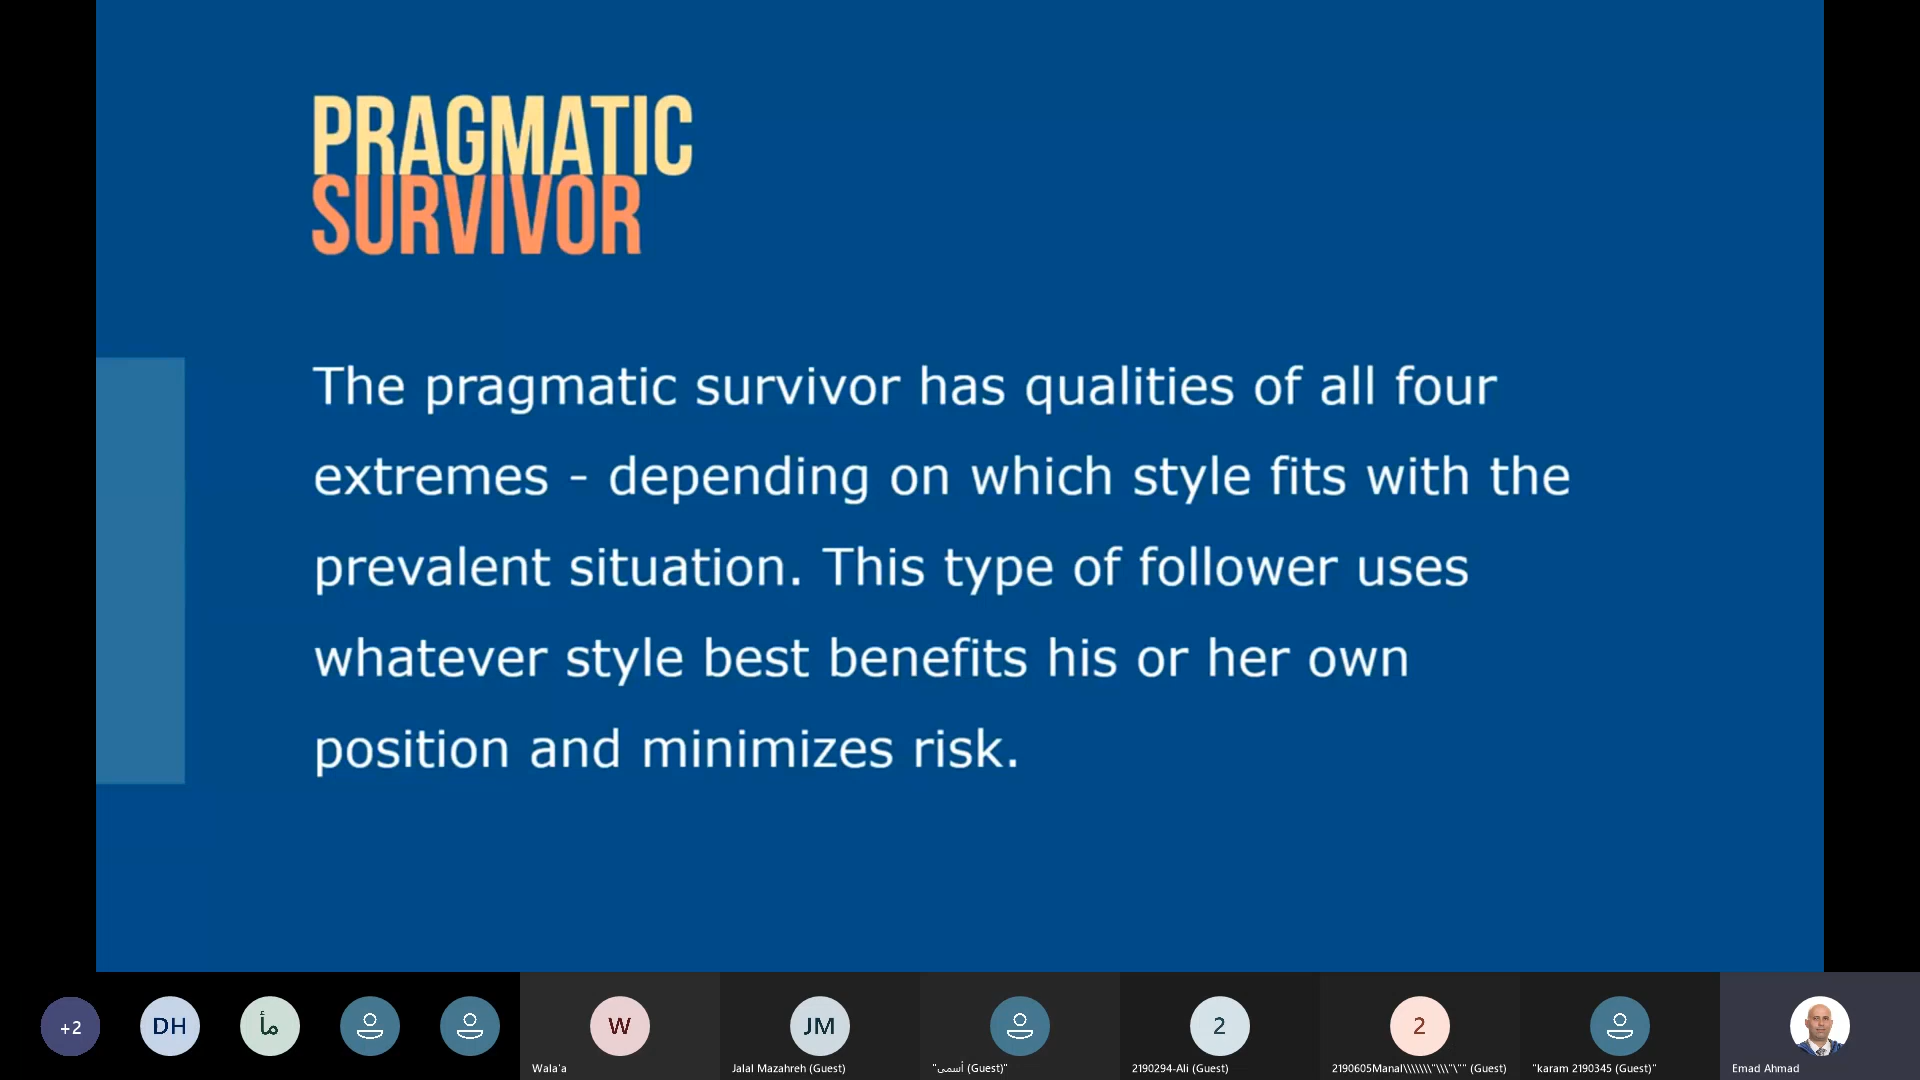 PRAGMATIC
SURVIVOR
The pragmatic survivor has qualities of all four
extremes - depending on which style fits with the
prevalent situation. This type of follower uses
whatever style best benefits his or her own
position and minimizes risk.
+2
DH
مأ
W
JM
2
2
Wala'a
Jalal Mazahreh (Guest)
"أسمى (Guest)"
2190294-Ali (Guest)
2190605Manal\\\\\\\"\\\"\"" (Guest)
"karam 2190345 (Guest)"
Emad Ahmad